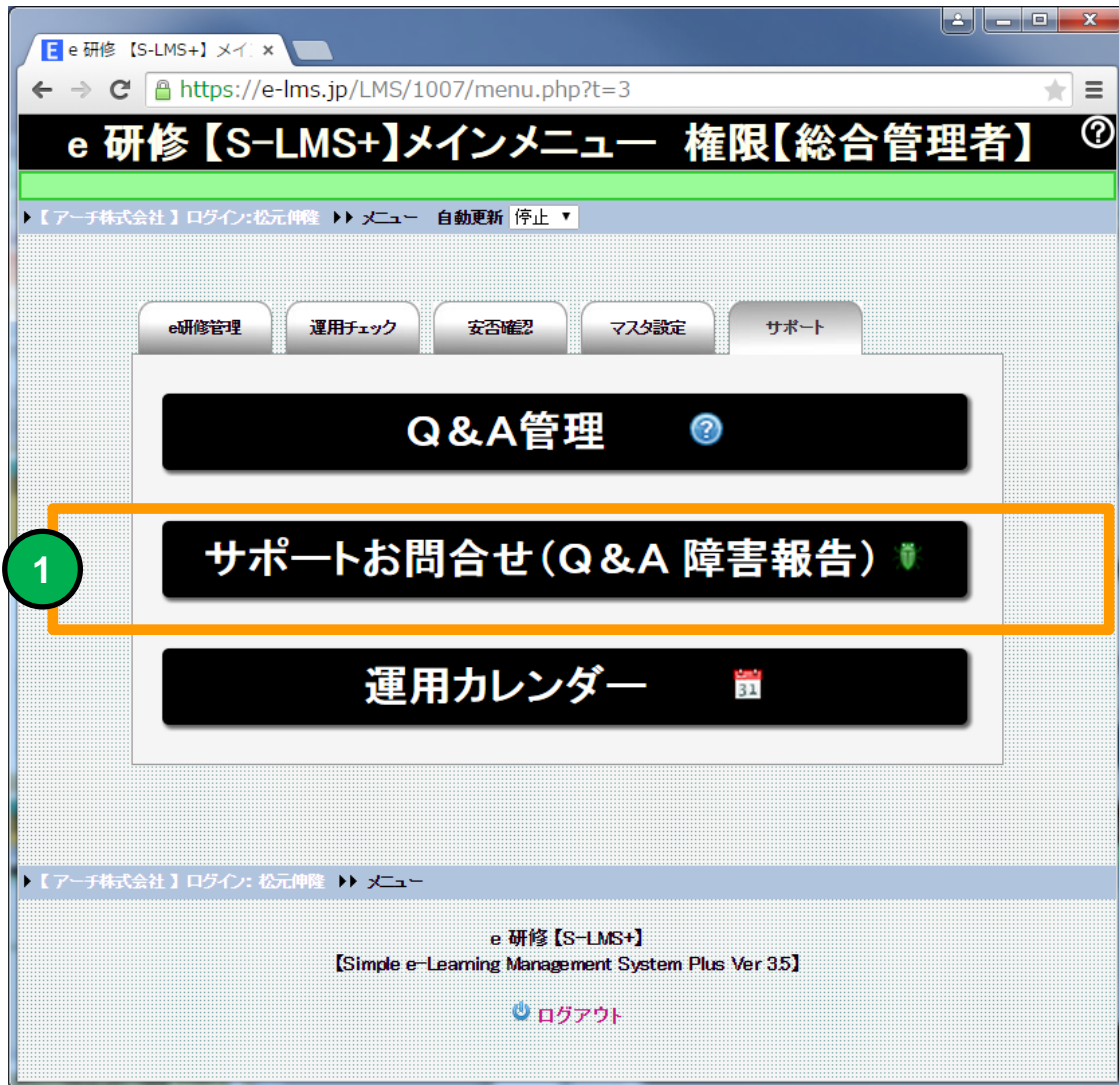 E e 研修 【S-LMS+】 メイ ×
https://e-lms.jp/LMS/1007/menu.php?t=3
e 研修【S-LMS+】メインメニュー 権限【総合管理者】 ?
【 アーチ株式会社 】 ログイン:松元伸隆 メニュー 自動更新 停止 ▼
e研修管理 運用チェック 安否確認 マスタ設定 サポート
Q&A管理 ?
1 サポートお問合せ(Q&A 障害報告)
運用カレンダー 31
【 アーチ株式会社 】 ログイン: 松元伸隆 メニュー
e 研修【S-LMS+】
【Simple e-Learning Management System Plus Ver 3.5】
ログアウト